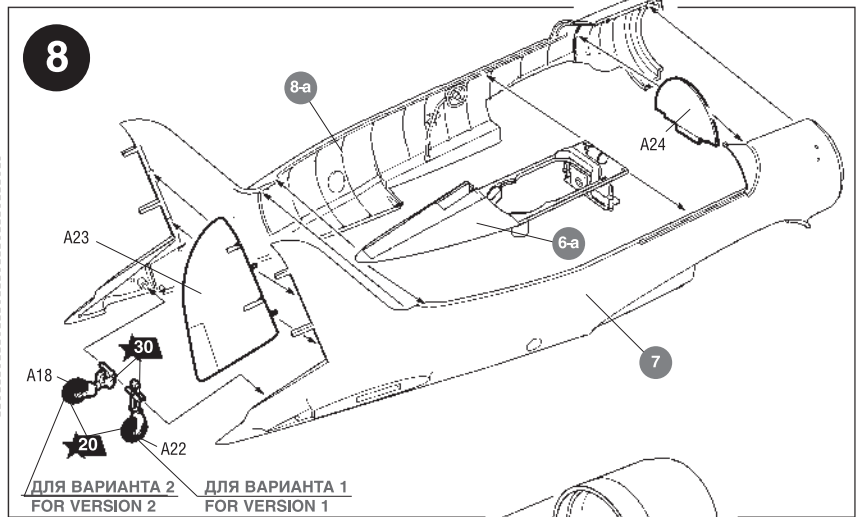 8
8-a
A24
A23
6-a
7
30
A18
20
A22
ДЛЯ ВАРИАНТА 2
FOR VERSION 2
ДЛЯ ВАРИАНТА 1
FOR VERSION 1